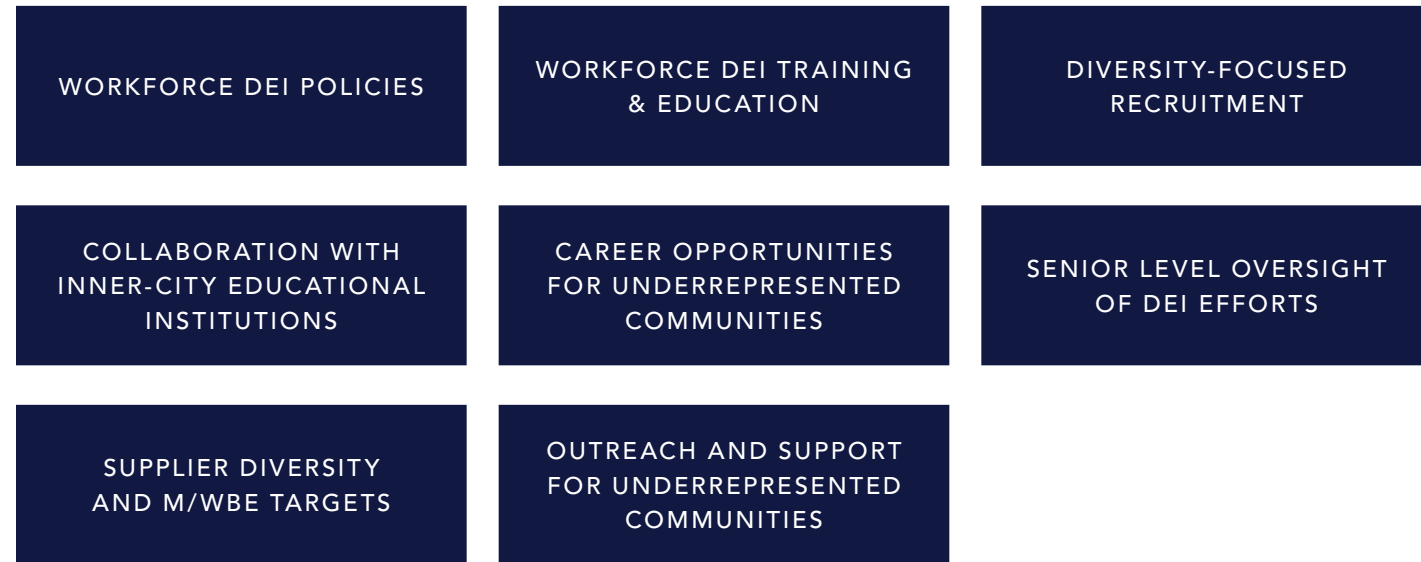 WORKFORCE DEI POLICIES
WORKFORCE DEI TRAINING
& EDUCATION
DIVERSITY-FOCUSED
RECRUITMENT
COLLABORATION WITH
INNER-CITY EDUCATIONAL
INSTITUTIONS
CAREER OPPORTUNITIES
FOR UNDERREPRESENTED
COMMUNITIES
SENIOR LEVEL OVERSIGHT
OF DEI EFFORTS
SUPPLIER DIVERSITY
AND M/WBE TARGETS
OUTREACH AND SUPPORT
FOR UNDERREPRESENTED
COMMUNITIES